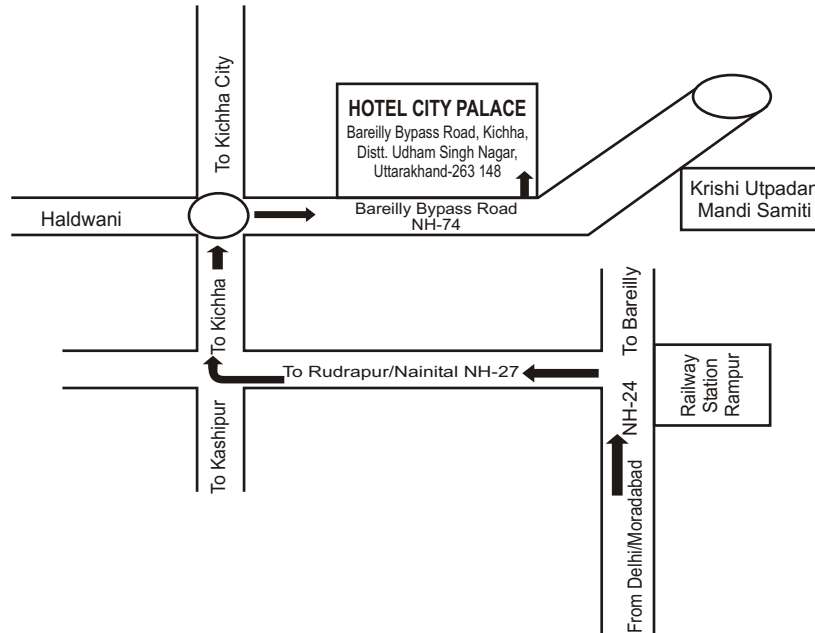 To Kichha City
HOTEL CITY PALACE
Bareilly Bypass Road, Kichha,
Distt. Udham Singh Nagar,
Uttarakhand-263 148
Krishi Utpadan
Mandi Samiti
Haldwani
Bareilly Bypass Road
NH-74
To Kichha
To Bareilly
To Rudrapur/Nainital NH-27
NH-24
Railway
Station
Rampur
To Kashipur
From Delhi/Moradabad